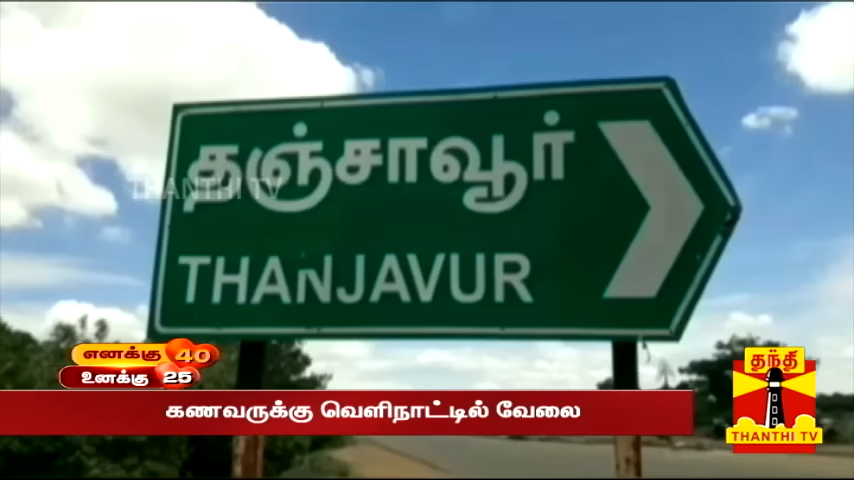 தஞ்சாவூர்
THANTHI TV
THANJAVUR
எனக்கு 40
உனக்கு 25
கணவருக்கு வெளிநாட்டில் வேலை
தந்தி
THANTHI TV